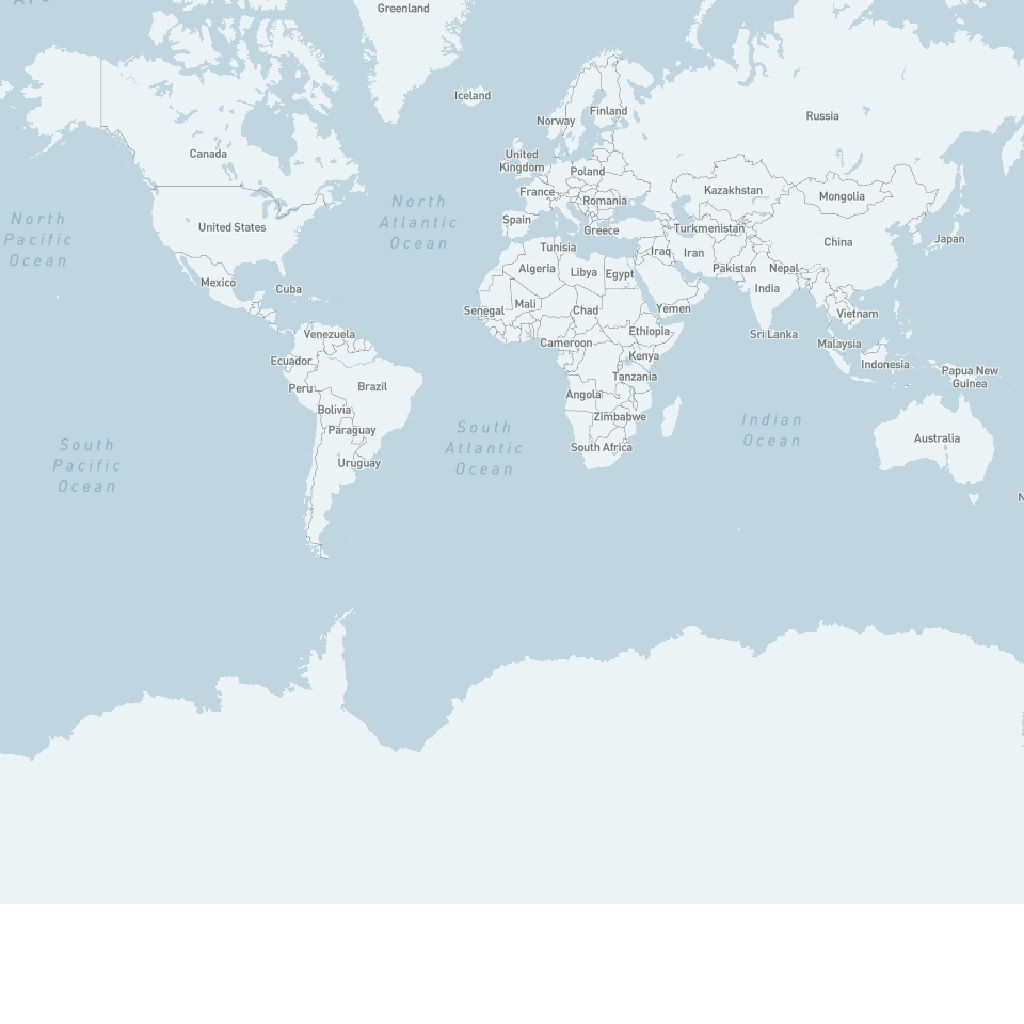 Greenland
Iceland
Finland
Norway
Russia
Canada
United
Kingdom
Poland
Kazakhstan
Mongolia
France
Romania
North
Atlantic
Ocean
North
Pacific
Ocean
United States
Spain
Greece
Turkmenistan
China
Japan
Tunisia
Iraq
Iran
Algeria
Libya
Egypt
Pakistan
Nepal
Mexico
Cuba
India
Senegal
Mali
Chad
Yemen
Vietnam
Venezuela
Ethiopia
Sri Lanka
Cameroon
Malaysia
Ecuador
Kenya
Indonesia
Papua New
Guinea
Peru
Brazil
Tanzania
Angola
Bolivia
Zimbabwe
Paraguay
Indian
Ocean
South
Atlantic
Ocean
South Africa
Australia
South
Pacific
Ocean
Uruguay